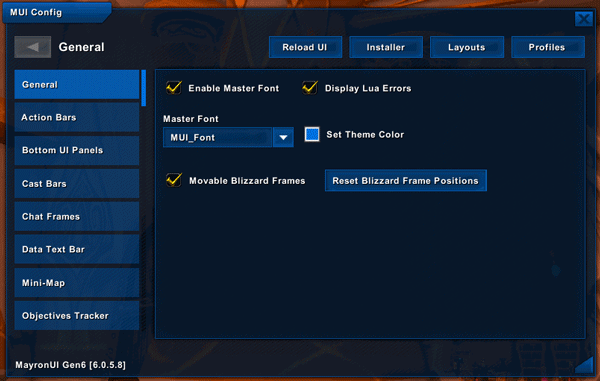 MUI Config
General
Reload UI
Installer
Layouts
Profiles
General
Action Bars
Bottom UI Panels
Cast Bars
Chat Frames
Data Text Bar
Mini-Map
Objectives Tracker
Enable Master Font
Display Lua Errors
Master Font
MUI_Font
Set Theme Color
Movable Blizzard Frames
Reset Blizzard Frame Positions
MayronUI Gen6 [6.0.5.8]